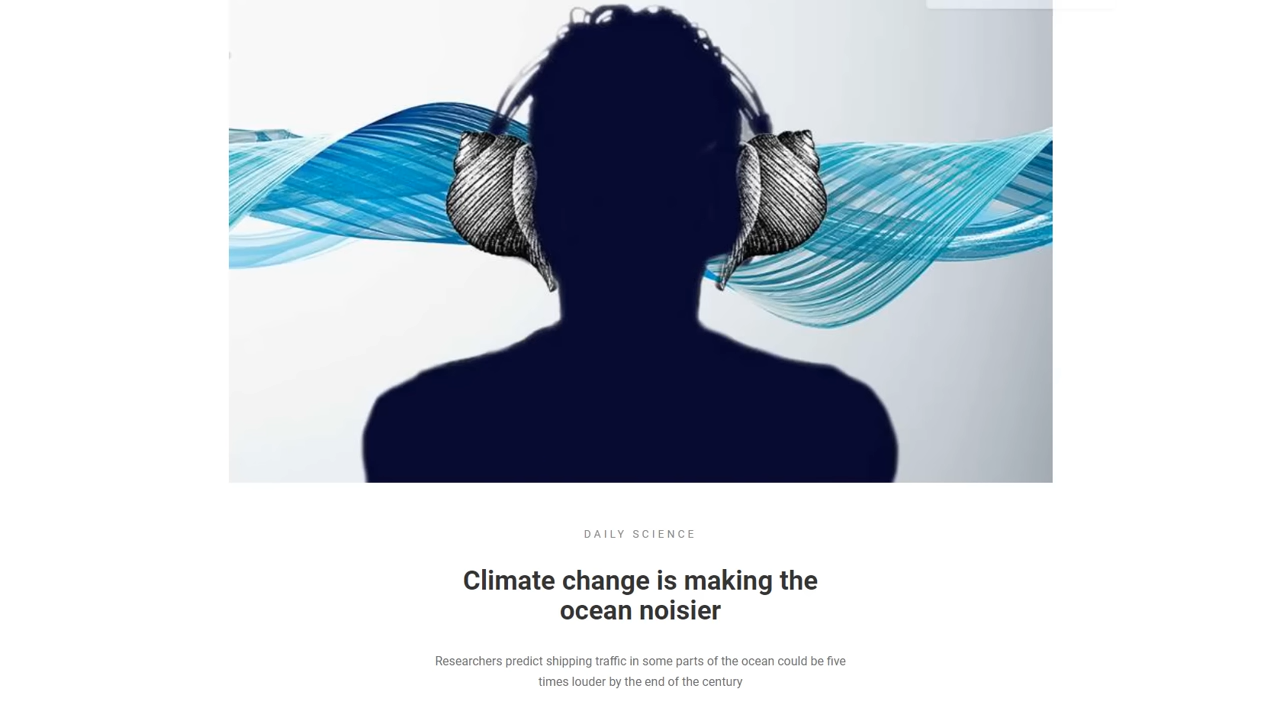 DAILY SCIENCE
Climate change is making the
ocean noisier
Researchers predict shipping traffic in some parts of the ocean could be five
times louder by the end of the century